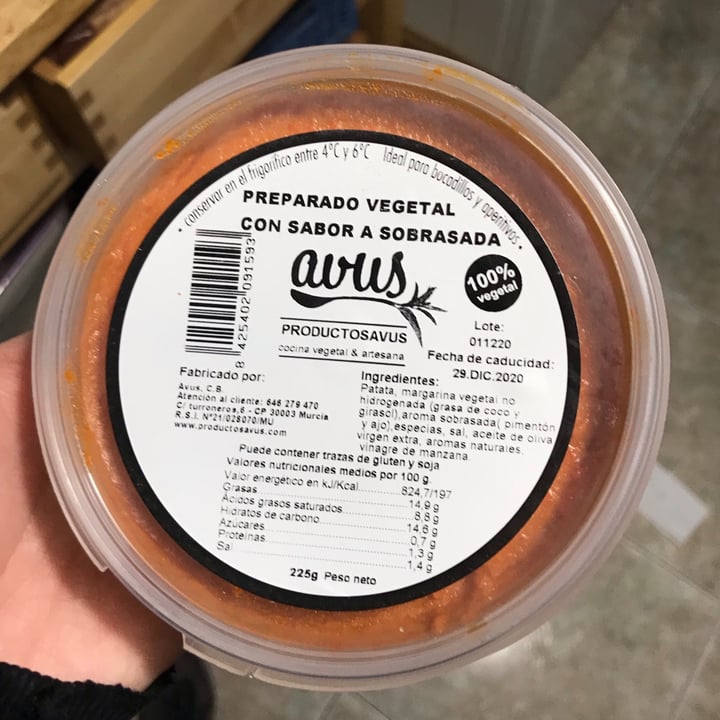 • conservar en el frigorífico entre 4°C y 6°C Ideal para bocadillos y aperitivos •
PREPARADO VEGETAL
CON SABOR A SOBRASADA
avus
100%
vegetal
PRODUCTOSAVUS
cocina vegetal & artesana
8 425402 091593
Lote:
011220
Fecha de caducidad:
29.DIC.2020
Fabricado por:
Avus, C.B.
Atención al cliente: 646 279 470
C/ turroneros,6 - CP 30003 Murcia
R.S.I. Nº21/028070/MU
www.productosavus.com
Ingredientes:
Patata, margarina vegetal no
hidrogenada (grasa de coco y
girasol),aroma sobrasada( pimentón
y ajo),especias, sal, aceite de oliva
virgen extra, aromas naturales,
vinagre de manzana.
Puede contener trazas de gluten y soja
Valores nutricionales medios por 100 g.
Valor energético en kJ/Kcal............824,7/197
Grasas......................................14,9 g
Ácidos grasos saturados................8,8 g
Hidratos de carbono.....................14,6 g
Azúcares....................................0,7 g
Proteínas...................................1,3 g
Sal............................................1,4 g
225g Peso neto